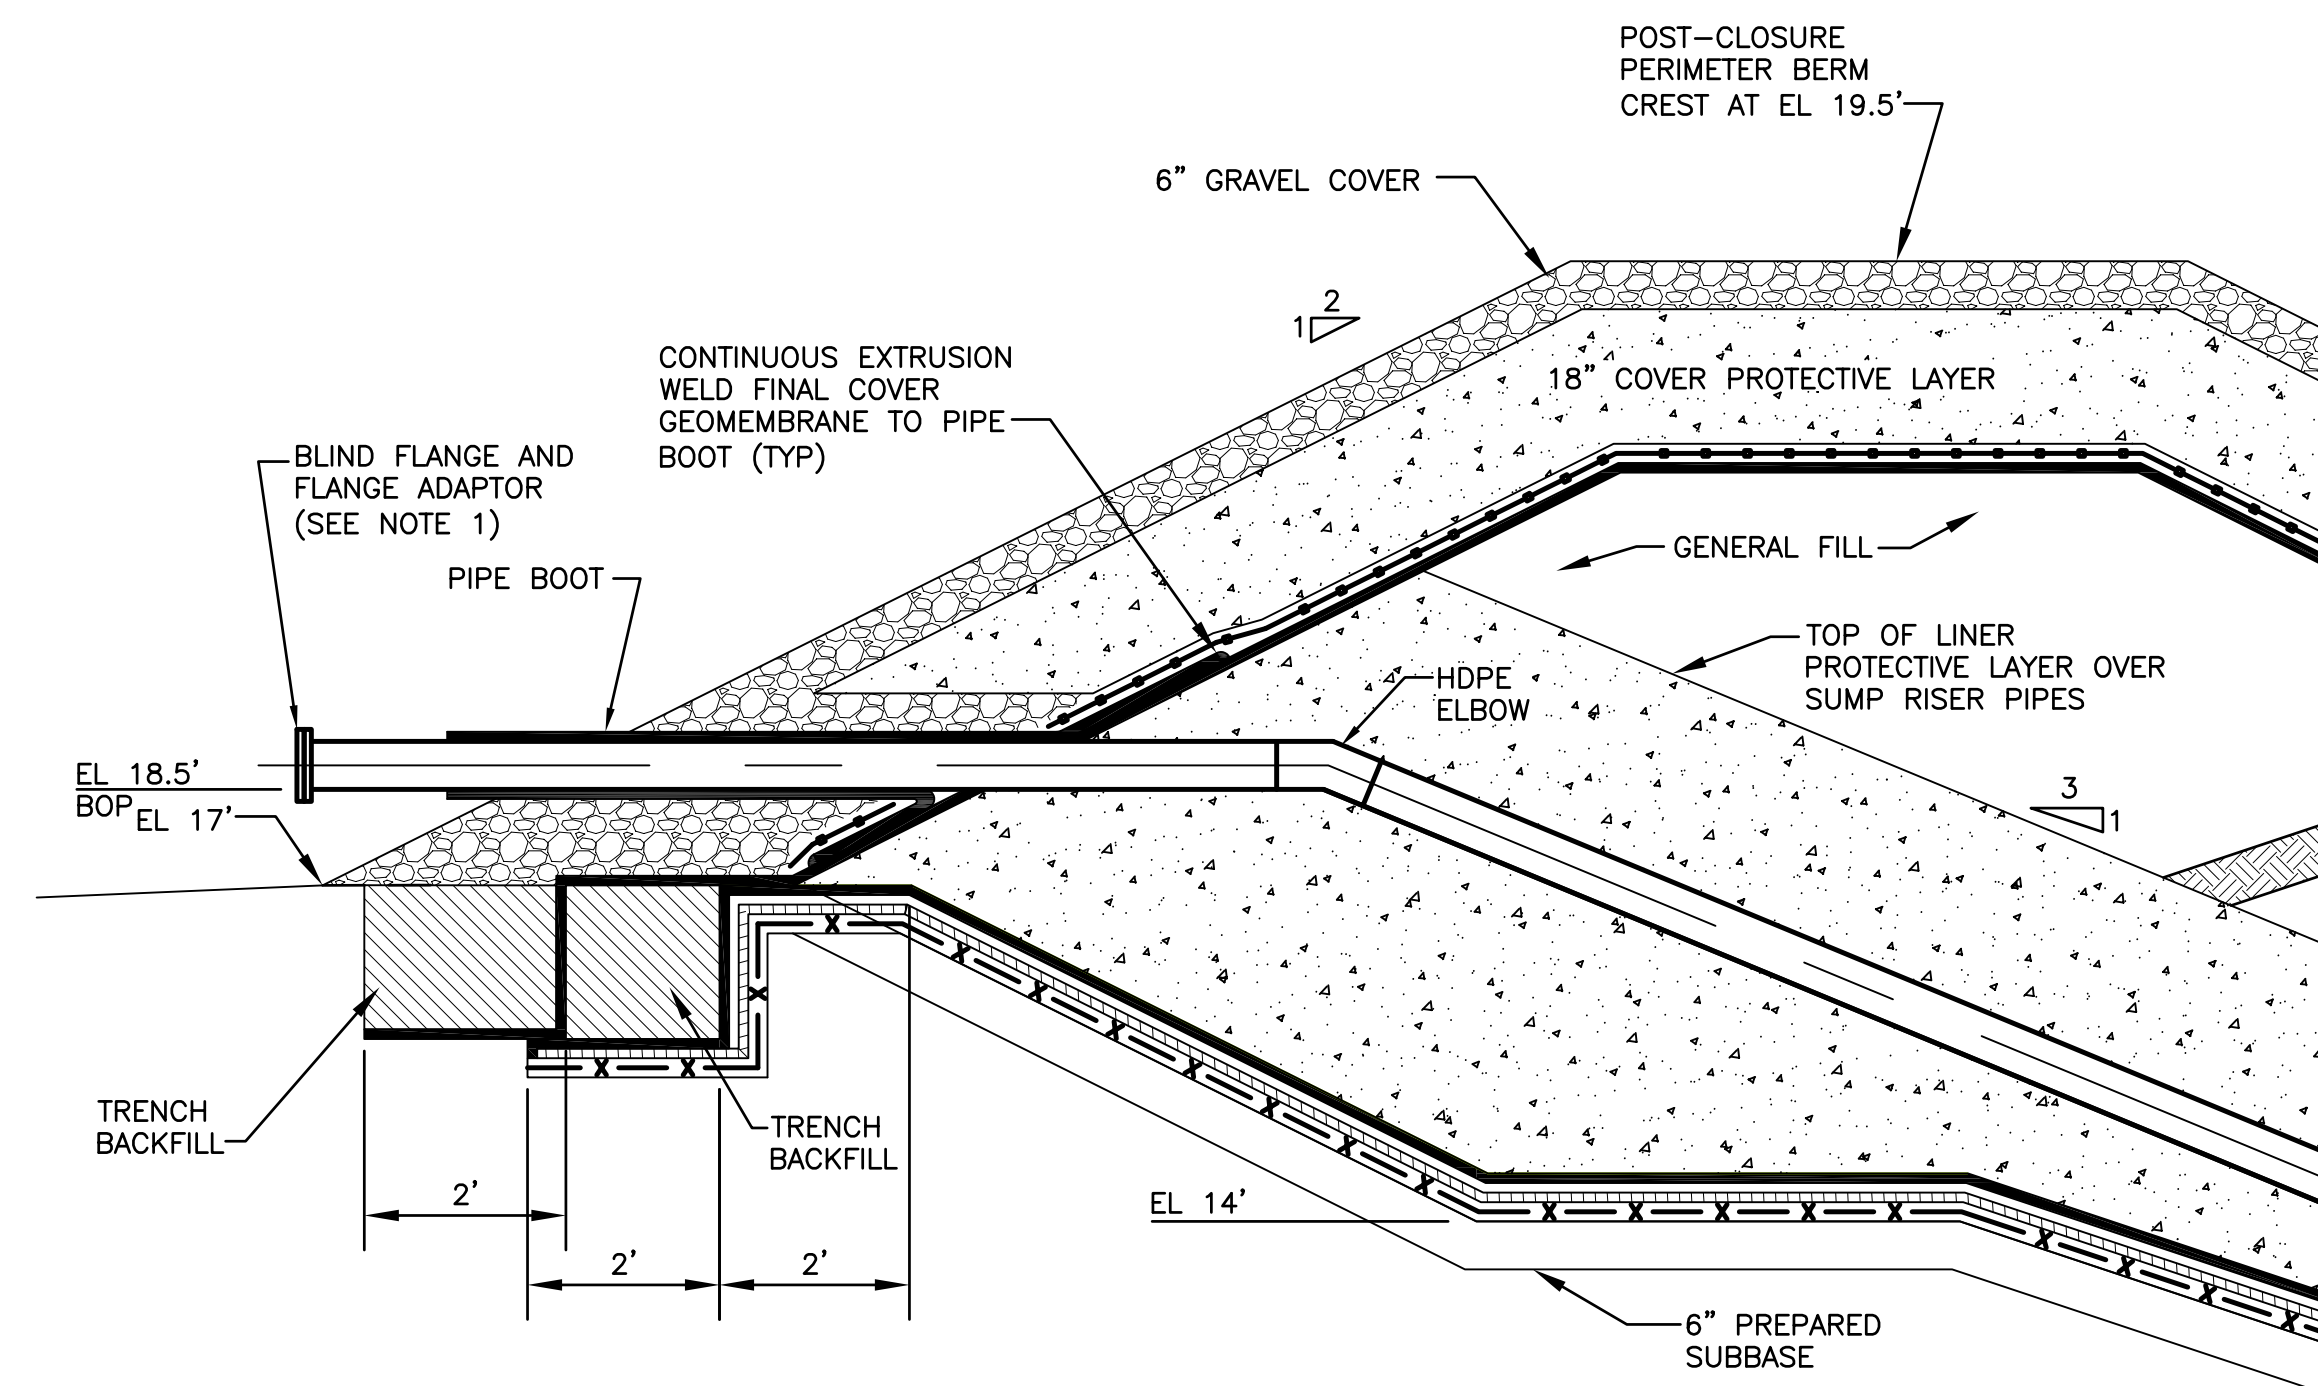 POST-CLOSURE
PERIMETER BERM
CREST AT EL 19.5'
6" GRAVEL COVER
2
1
CONTINUOUS EXTRUSION
WELD FINAL COVER
GEOMEMBRANE TO PIPE
BOOT (TYP)
18" COVER PROTECTIVE LAYER
BLIND FLANGE AND
FLANGE ADAPTOR
(SEE NOTE 1)
PIPE BOOT
GENERAL FILL
TOP OF LINER
PROTECTIVE LAYER OVER
SUMP RISER PIPES
HDPE
ELBOW
EL 18.5'
BOP
EL 17'
3
1
TRENCH
BACKFILL
TRENCH
BACKFILL
2'
2'
2'
EL 14'
6" PREPARED
SUBBASE